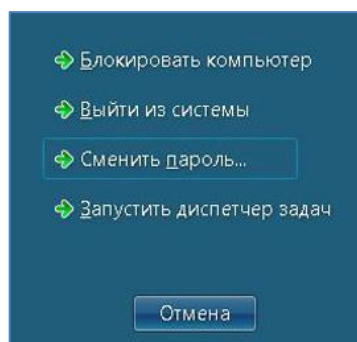 Блокировать компьютер
Выйти из системы
Сменить пароль...
Запустить диспетчер задач
Отмена